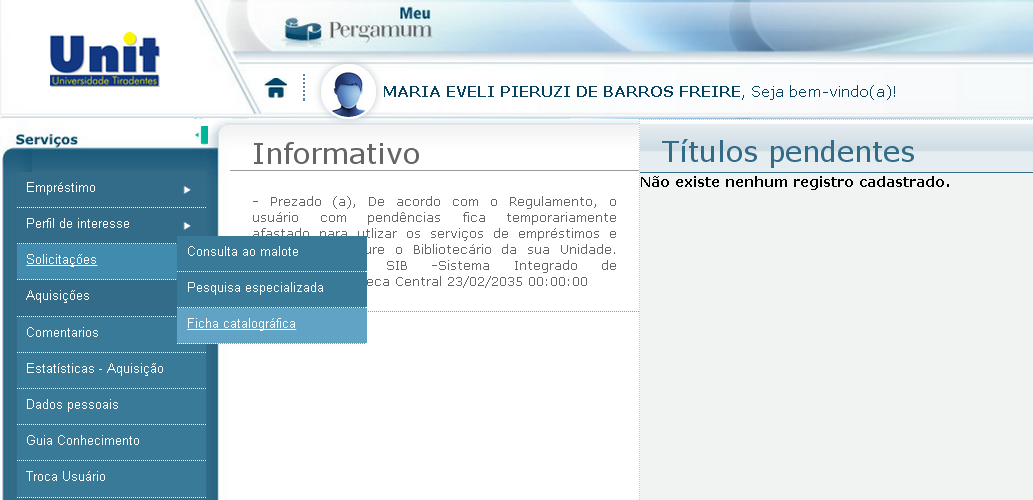 Unit
Universidade Tiradentes
Meu
Pergamum
MARIA EVELI PIERUZI DE BARROS FREIRE, Seja bem-vindo(a)!
Serviços
Empréstimo
Perfil de interesse
Solicitações
Aquisições
Comentarios
Estatísticas - Aquisição
Dados pessoais
Guia Conhecimento
Troca Usuário
Consulta ao malote
Pesquisa especializada
Ficha catalográfica
Informativo
- Prezado (a), De acordo com o Regulamento, o
usuário com pendências fica temporariamente
afastado para utlizar os serviços de empréstimos e
ure o Bibliotecário da sua Unidade.
SIB -Sistema Integrado de
eca Central 23/02/2035 00:00:00
Títulos pendentes
Não existe nenhum registro cadastrado.